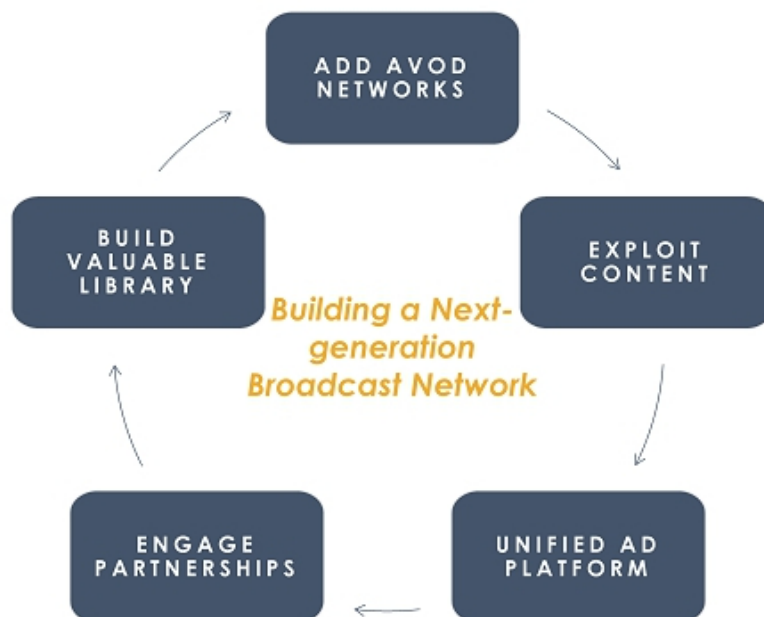 ADD AVOD
NETWORKS
EXPLOIT
CONTENT
UNIFIED AD
PLATFORM
ENGAGE
PARTNERSHIPS
BUILD
VALUABLE
LIBRARY
Building a Next-
generation
Broadcast Network